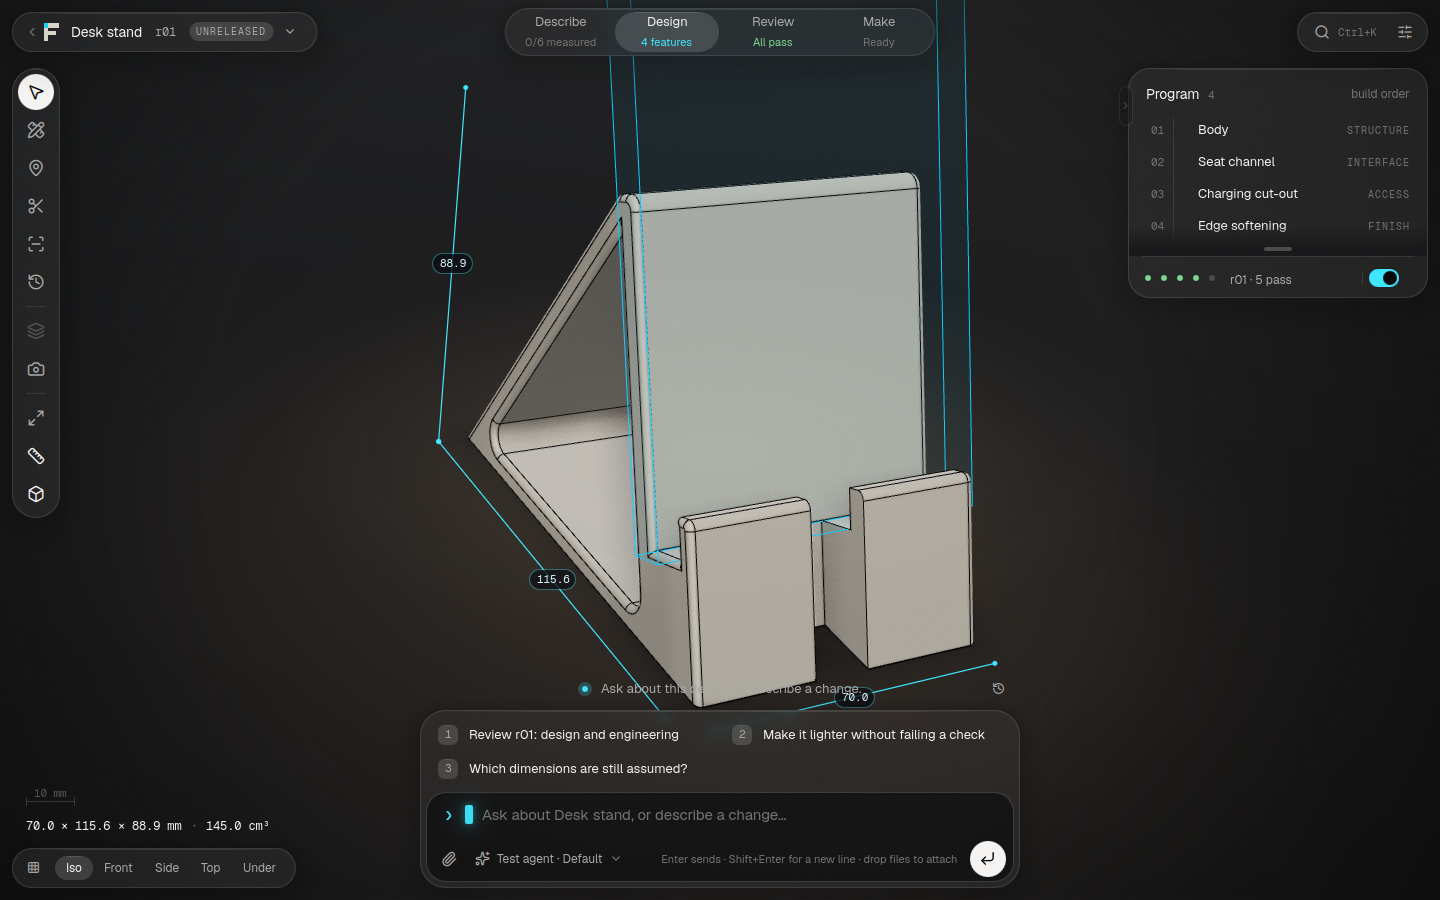 Desk stand r01 UNRELEASED
Describe
0/6 measured
Design
4 features
Review
All pass
Make
Ready
Ctrl+K
Program 4 build order
01 Body STRUCTURE
02 Seat channel INTERFACE
03 Charging cut-out ACCESS
04 Edge softening FINISH
r01 · 5 pass
88.9
115.6
70.0
Ask about this describe a change.
1 Review r01: design and engineering
2 Make it lighter without failing a check
3 Which dimensions are still assumed?
Ask about Desk stand, or describe a change…
Test agent · Default
Enter sends · Shift+Enter for a new line · drop files to attach
10 mm
70.0 × 115.6 × 88.9 mm · 145.0 cm³
Iso Front Side Top Under